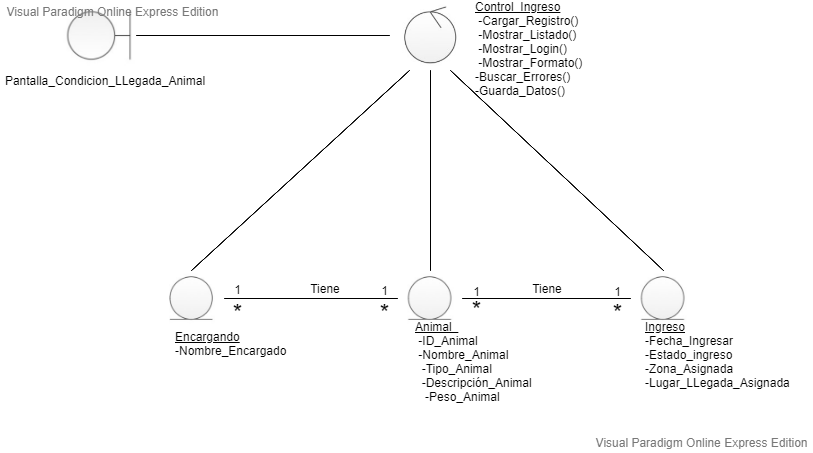 Visual Paradigm Online Express Edition
Control_Ingreso
-Cargar_Registro()
-Mostrar_Listado()
-Mostrar_Login()
-Mostrar_Formato()
-Buscar_Errores()
-Guarda_Datos()
Pantalla_Condicion_LLegada_Animal
1 Tiene 1
* *
1 Tiene 1
* *
Encargando
-Nombre_Encargado
Animal
-ID_Animal
-Nombre_Animal
-Tipo_Animal
-Descripción_Animal
-Peso_Animal
Ingreso
-Fecha_Ingresar
-Estado_ingreso
-Zona_Asignada
-Lugar_LLegada_Asignada
Visual Paradigm Online Express Edition